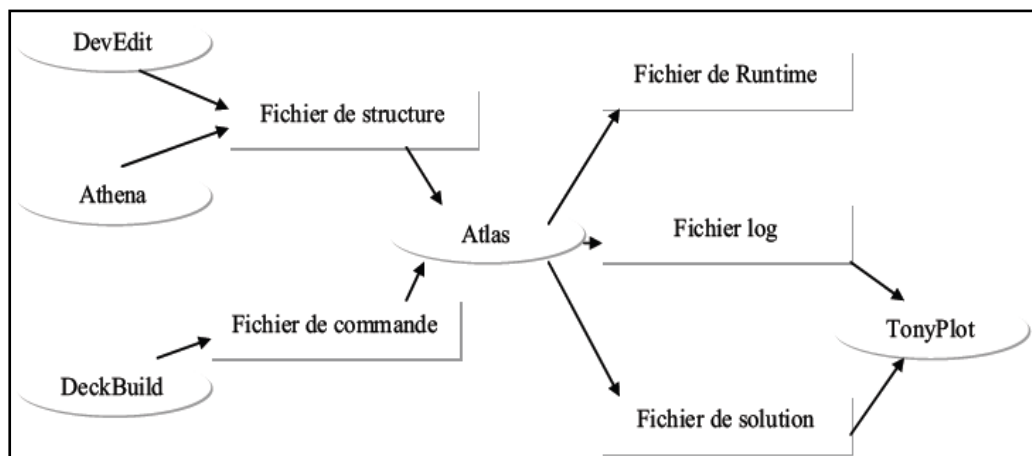 DevEdit
Fichier de Runtime
Fichier de structure
Athena
Atlas
Fichier log
Fichier de commande
TonyPlot
DeckBuild
Fichier de solution